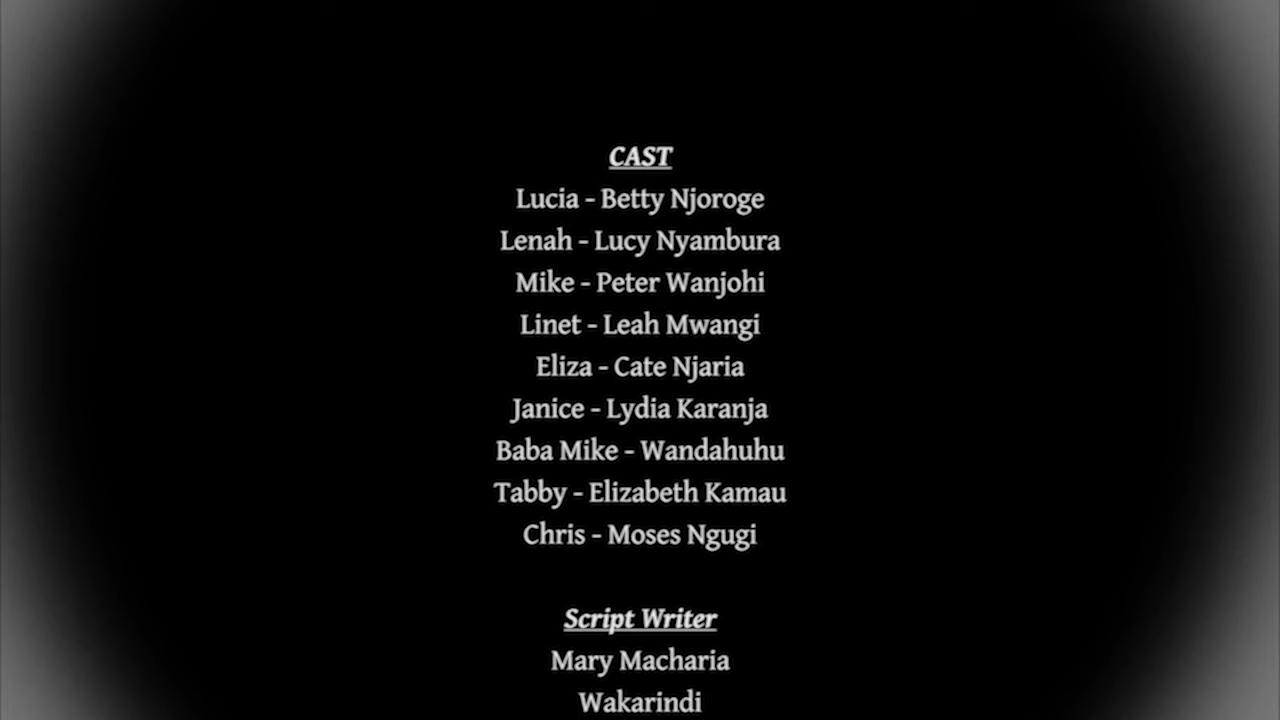 CAST
Lucia - Betty Njoroge
Lenah - Lucy Nyambura
Mike - Peter Wanjohi
Linet - Leah Mwangi
Eliza - Cate Njaria
Janice - Lydia Karanja
Baba Mike - Wandahuhu
Tabby - Elizabeth Kamau
Chris - Moses Ngugi
Script Writer
Mary Macharia
Wakarindi